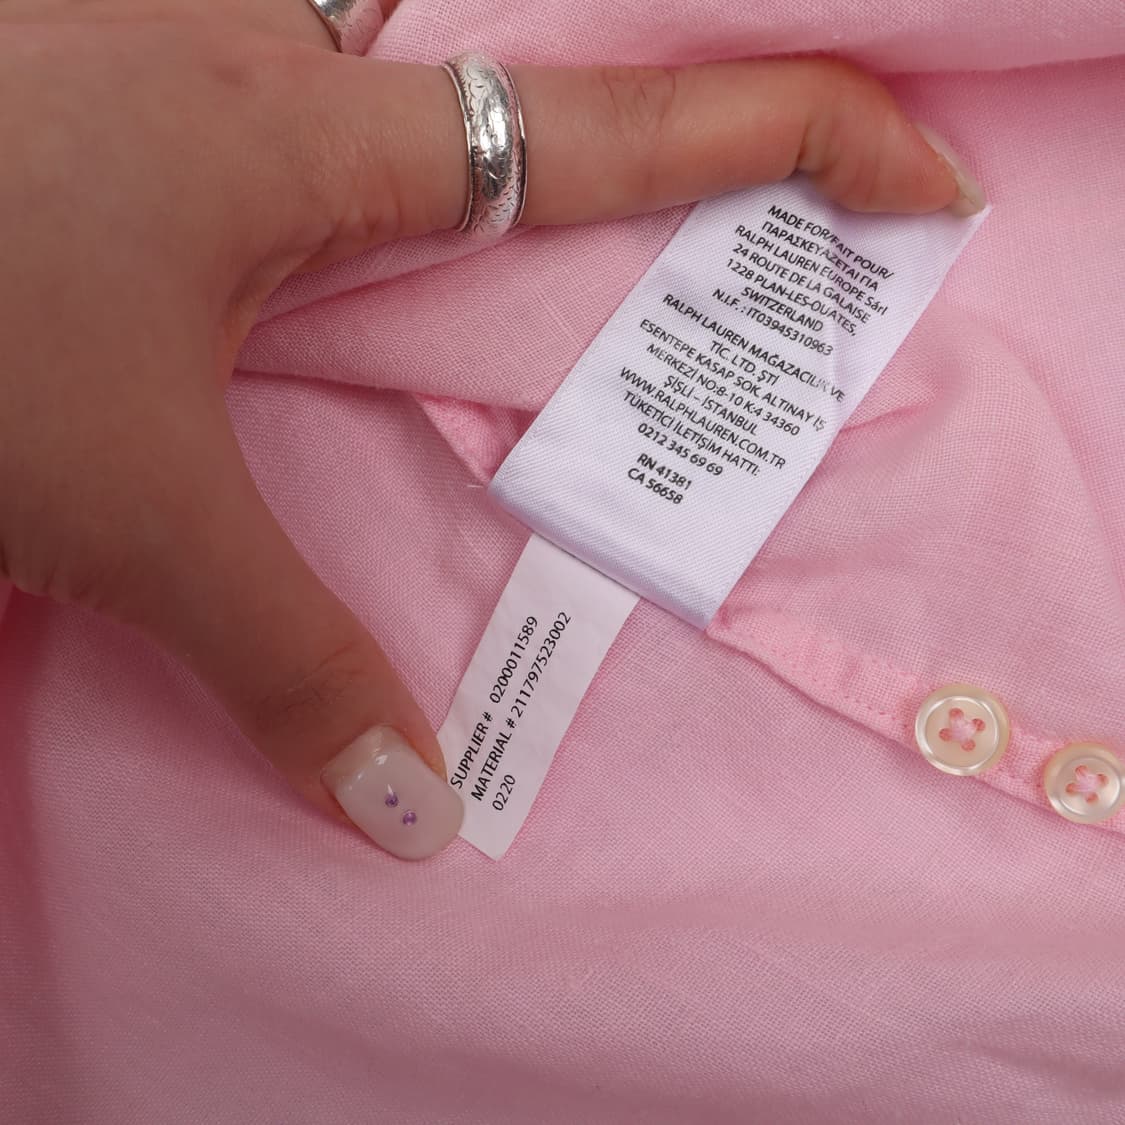 MADE FOR/FAIT POUR/
ΠΑΡΑΣΚΕΥΑΖΕΤΑΙ ΓΙΑ
RALPH LAUREN EUROPE Sárl
24 ROUTE DE LA GALAISE
1228 PLAN-LES-OUATES,
SWITZERLAND
N.I.F. : IT03945310963
RALPH LAUREN MAĞAZACILIK VE
TİC. LTD. ŞTİ
ESENTEPE KASAP SOK. ALTINAY İŞ
MERKEZİ NO:8-10 K:4 34360
ŞİŞLİ – İSTANBUL
WWW.RALPHLAUREN.COM.TR
TÜKETİCİ İLETİŞİM HATTI:
0212 345 69 69
RN 41381
CA 56658
SUPPLIER # 0200011589
MATERIAL # 211797523002
0220